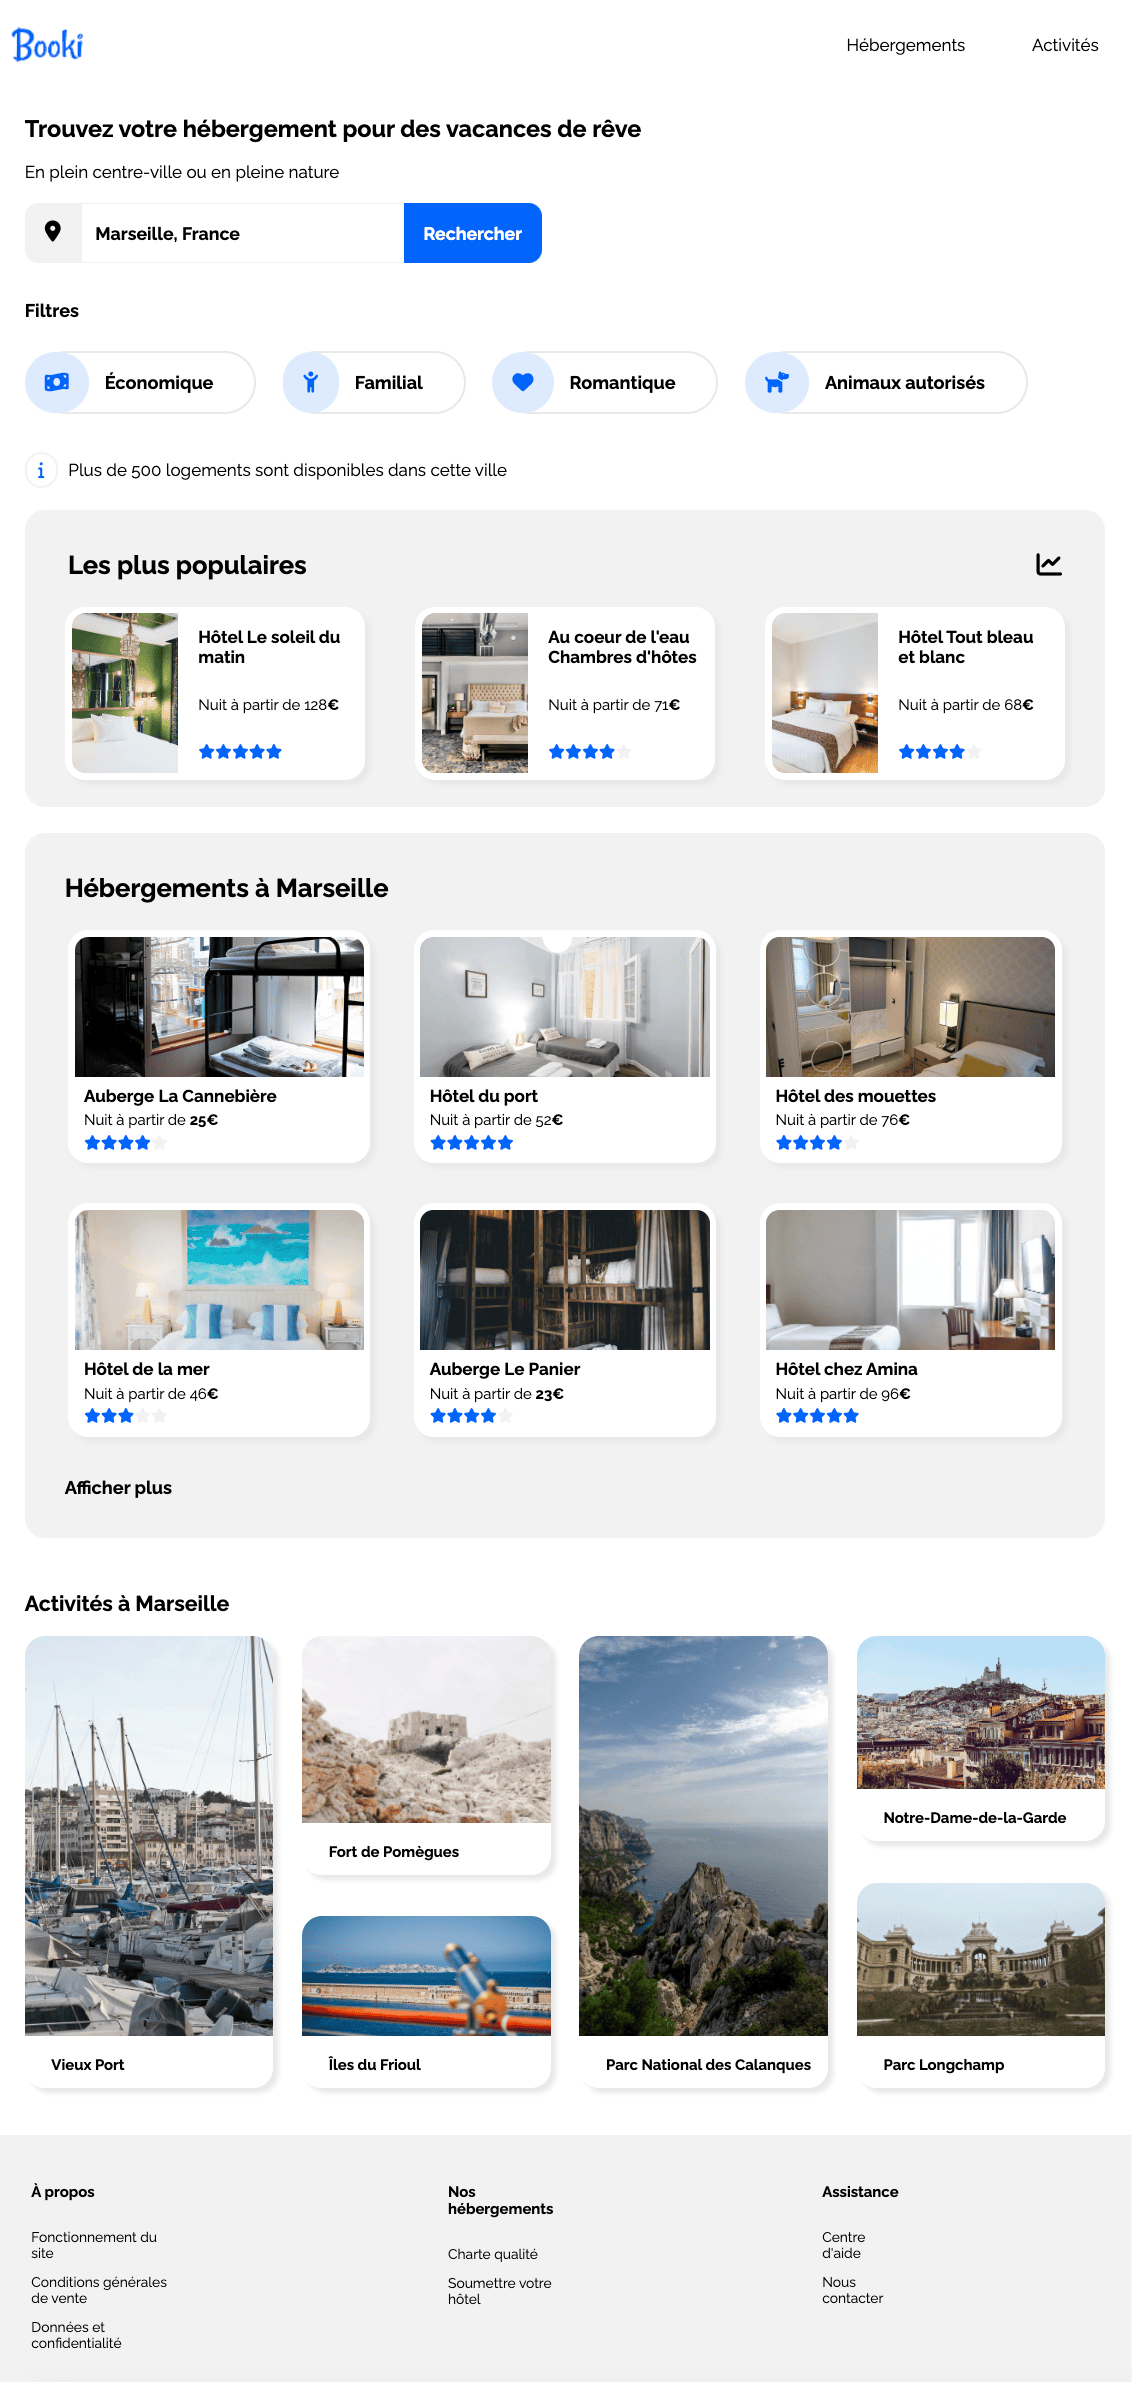 Booki
Hébergements
Activités
Trouvez votre hébergement pour des vacances de rêve
En plein centre-ville ou en pleine nature
Marseille, France
Rechercher
Filtres
Économique
Familial
Romantique
Animaux autorisés
Plus de 500 logements sont disponibles dans cette ville
Les plus populaires
Hôtel Le soleil du
matin
Nuit à partir de 128€
Au coeur de l'eau
Chambres d'hôtes
Nuit à partir de 71€
Hôtel Tout bleau
et blanc
Nuit à partir de 68€
Hébergements à Marseille
Auberge La Cannebière
Nuit à partir de 25€
Hôtel du port
Nuit à partir de 52€
Hôtel des mouettes
Nuit à partir de 76€
Hôtel de la mer
Nuit à partir de 46€
Auberge Le Panier
Nuit à partir de 23€
Hôtel chez Amina
Nuit à partir de 96€
Afficher plus
Activités à Marseille
Vieux Port
Fort de Pomègues
Îles du Frioul
Parc National des Calanques
Notre-Dame-de-la-Garde
Parc Longchamp
À propos
Fonctionnement du
site
Conditions générales
de vente
Données et
confidentialité
Nos
hébergements
Charte qualité
Soumettre votre
hôtel
Assistance
Centre
d'aide
Nous
contacter